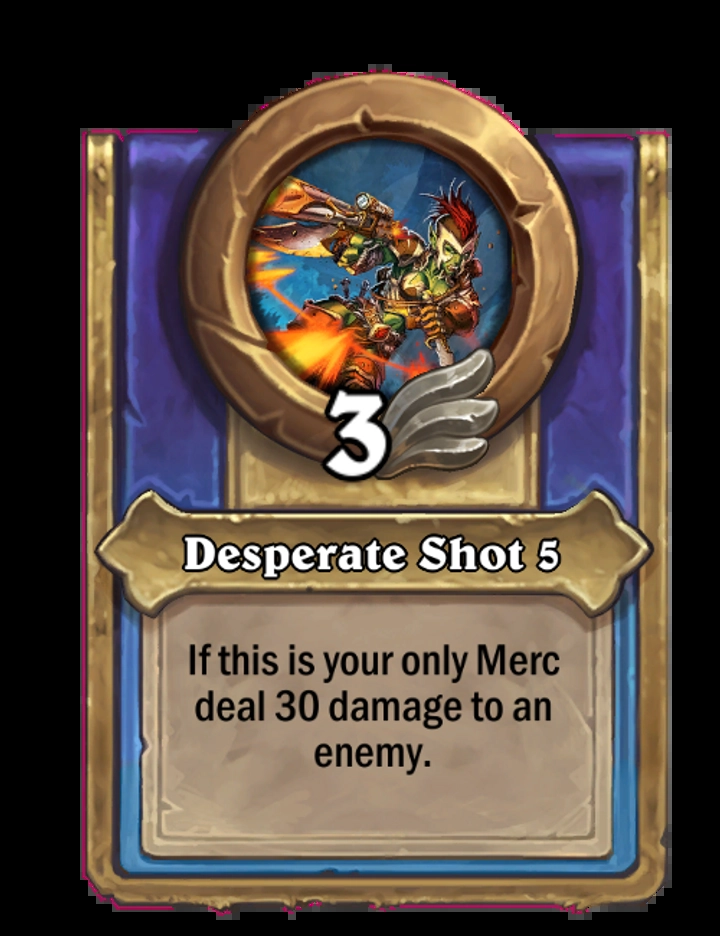 3
Desperate Shot 5
If this is your only Merc
deal 30 damage to an
enemy.